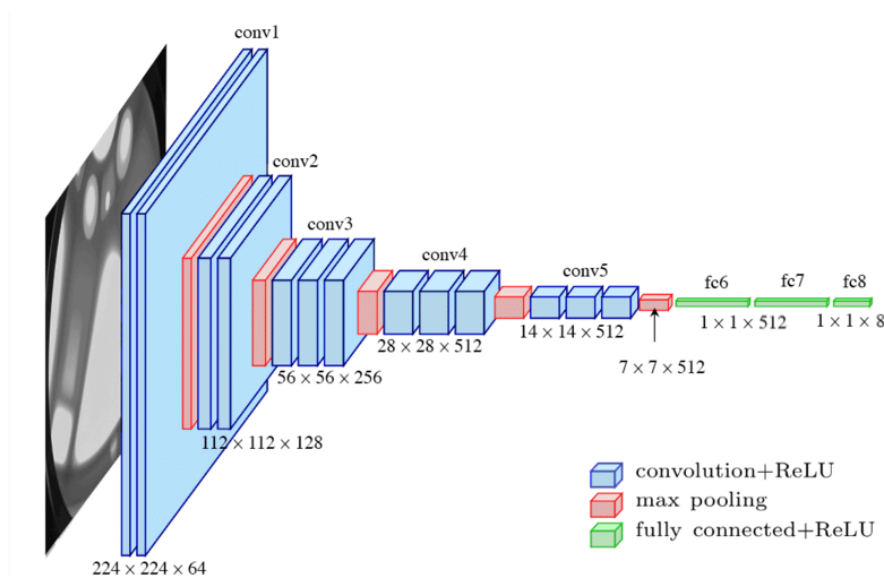 conv1
conv2
conv3
conv4
conv5
fc6
fc7
fc8
1 × 1 × 512
1 × 1 × 8
14 × 14 × 512
28 × 28 × 512
7 × 7 × 512
56 × 56 × 256
112 × 112 × 128
224 × 224 × 64
convolution+ReLU
max pooling
fully connected+ReLU